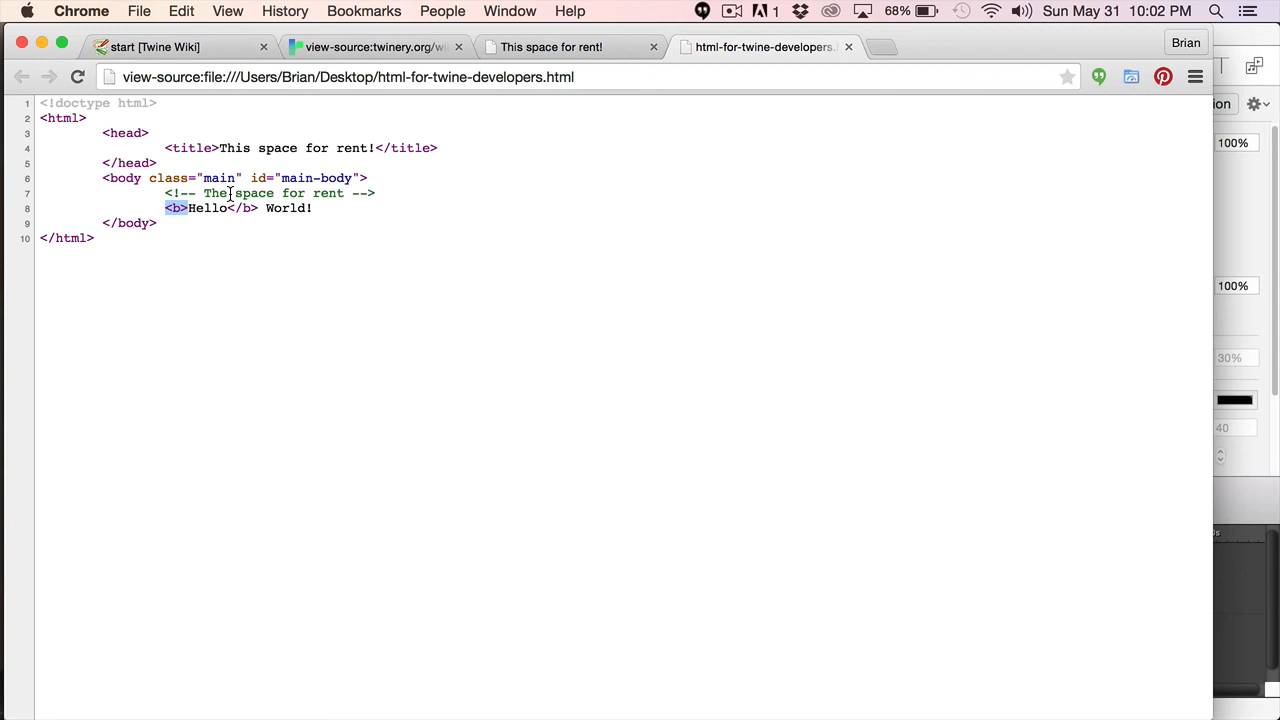 Chrome File Edit View History Bookmarks People Window Help 1 68% Sun May 31 10:02 PM
start [Twine Wiki] view-source:twinery.org/wi This space for rent! html-for-twine-developers. Brian
view-source:file:///Users/Brian/Desktop/html-for-twine-developers.html
1 <!doctype html>
2 <html>
3 <head>
4 <title>This space for rent!</title>
5 </head>
6 <body class="main" id="main-body">
7 <!-- The space for rent -->
8 <b>Hello</b> World!
9 </body>
10 </html>
ion
100%
100%
30%
40